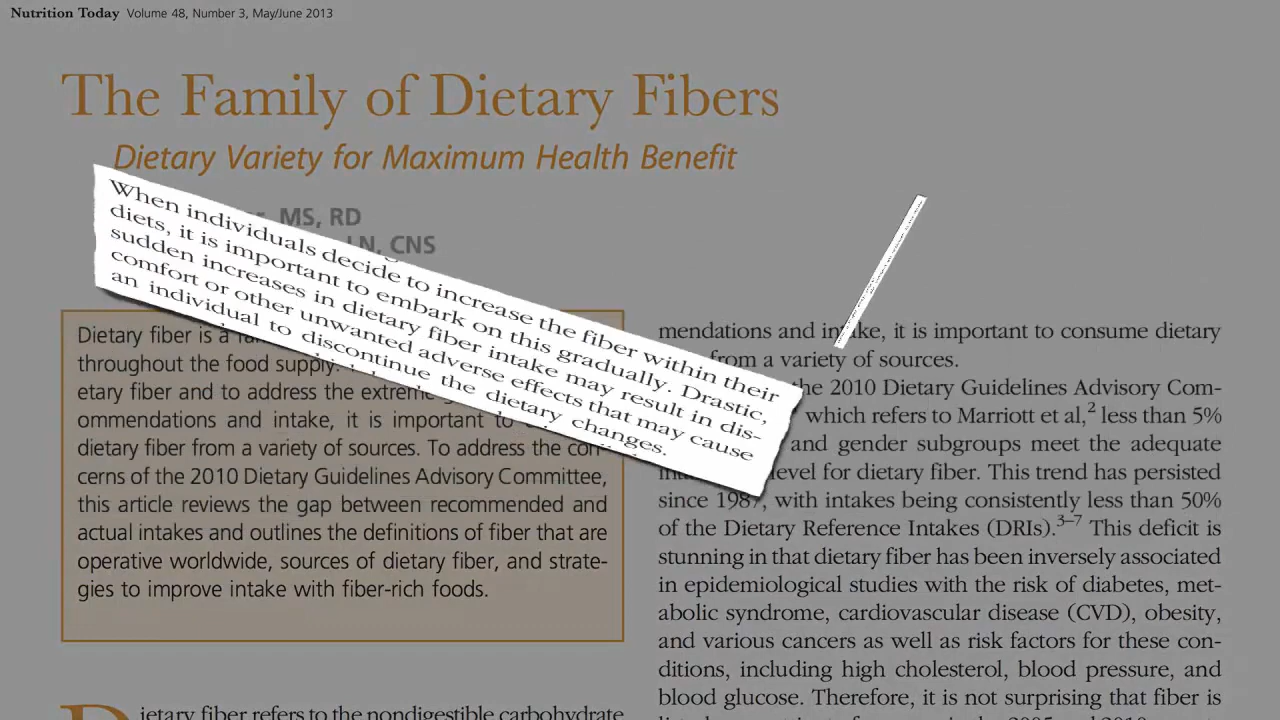 Nutrition Today Volume 48, Number 3, May/June 2013
The Family of Dietary Fibers
Dietary Variety for Maximum Health Benefit
MS, RD
LN, CNS
When individuals decide to increase the fiber within their
diets, it is important to embark on this gradually. Drastic,
sudden increases in dietary fiber intake may result in dis-
comfort or other unwanted adverse effects that may cause
an individual to discontinue the dietary changes.
Dietary fiber is a
throughout the food supply.
etary fiber and to address the extreme
ommendations and intake, it is important to
dietary fiber from a variety of sources. To address the con-
cerns of the 2010 Dietary Guidelines Advisory Committee,
this article reviews the gap between recommended and
actual intakes and outlines the definitions of fiber that are
operative worldwide, sources of dietary fiber, and strate-
gies to improve intake with fiber-rich foods.
ietary fiber refers to the nondigestible carbohydrate
mendations and intake, it is important to consume dietary
from a variety of sources.
the 2010 Dietary Guidelines Advisory Com-
which refers to Marriott et al,2 less than 5%
and gender subgroups meet the adequate
level for dietary fiber. This trend has persisted
since 1987, with intakes being consistently less than 50%
of the Dietary Reference Intakes (DRIs).3–7 This deficit is
stunning in that dietary fiber has been inversely associated
in epidemiological studies with the risk of diabetes, met-
abolic syndrome, cardiovascular disease (CVD), obesity,
and various cancers as well as risk factors for these con-
ditions, including high cholesterol, blood pressure, and
blood glucose. Therefore, it is not surprising that fiber is